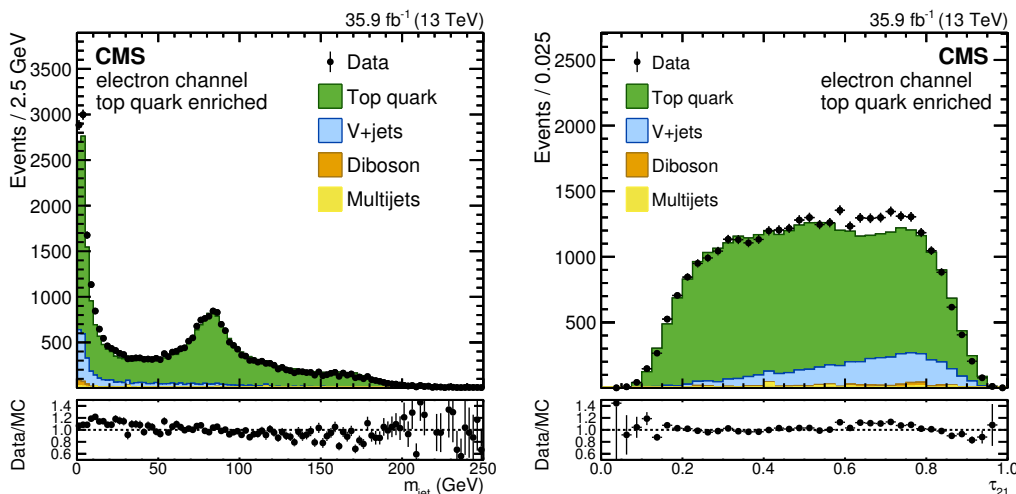 35.9 fb⁻¹ (13 TeV)
CMS
electron channel
top quark enriched
Data
Top quark
V+jets
Diboson
Multijets
Events / 2.5 GeV
3500
3000
2500
2000
1500
1000
500
Data/MC
1.4
1.2
1.0
0.8
0.6
0 50 100 150 200 250
m_jet (GeV)
35.9 fb⁻¹ (13 TeV)
CMS
electron channel
top quark enriched
Data
Top quark
V+jets
Diboson
Multijets
Events / 0.025
2500
2000
1500
1000
500
Data/MC
1.4
1.2
1.0
0.8
0.6
0.0 0.2 0.4 0.6 0.8 1.0
τ₂₁